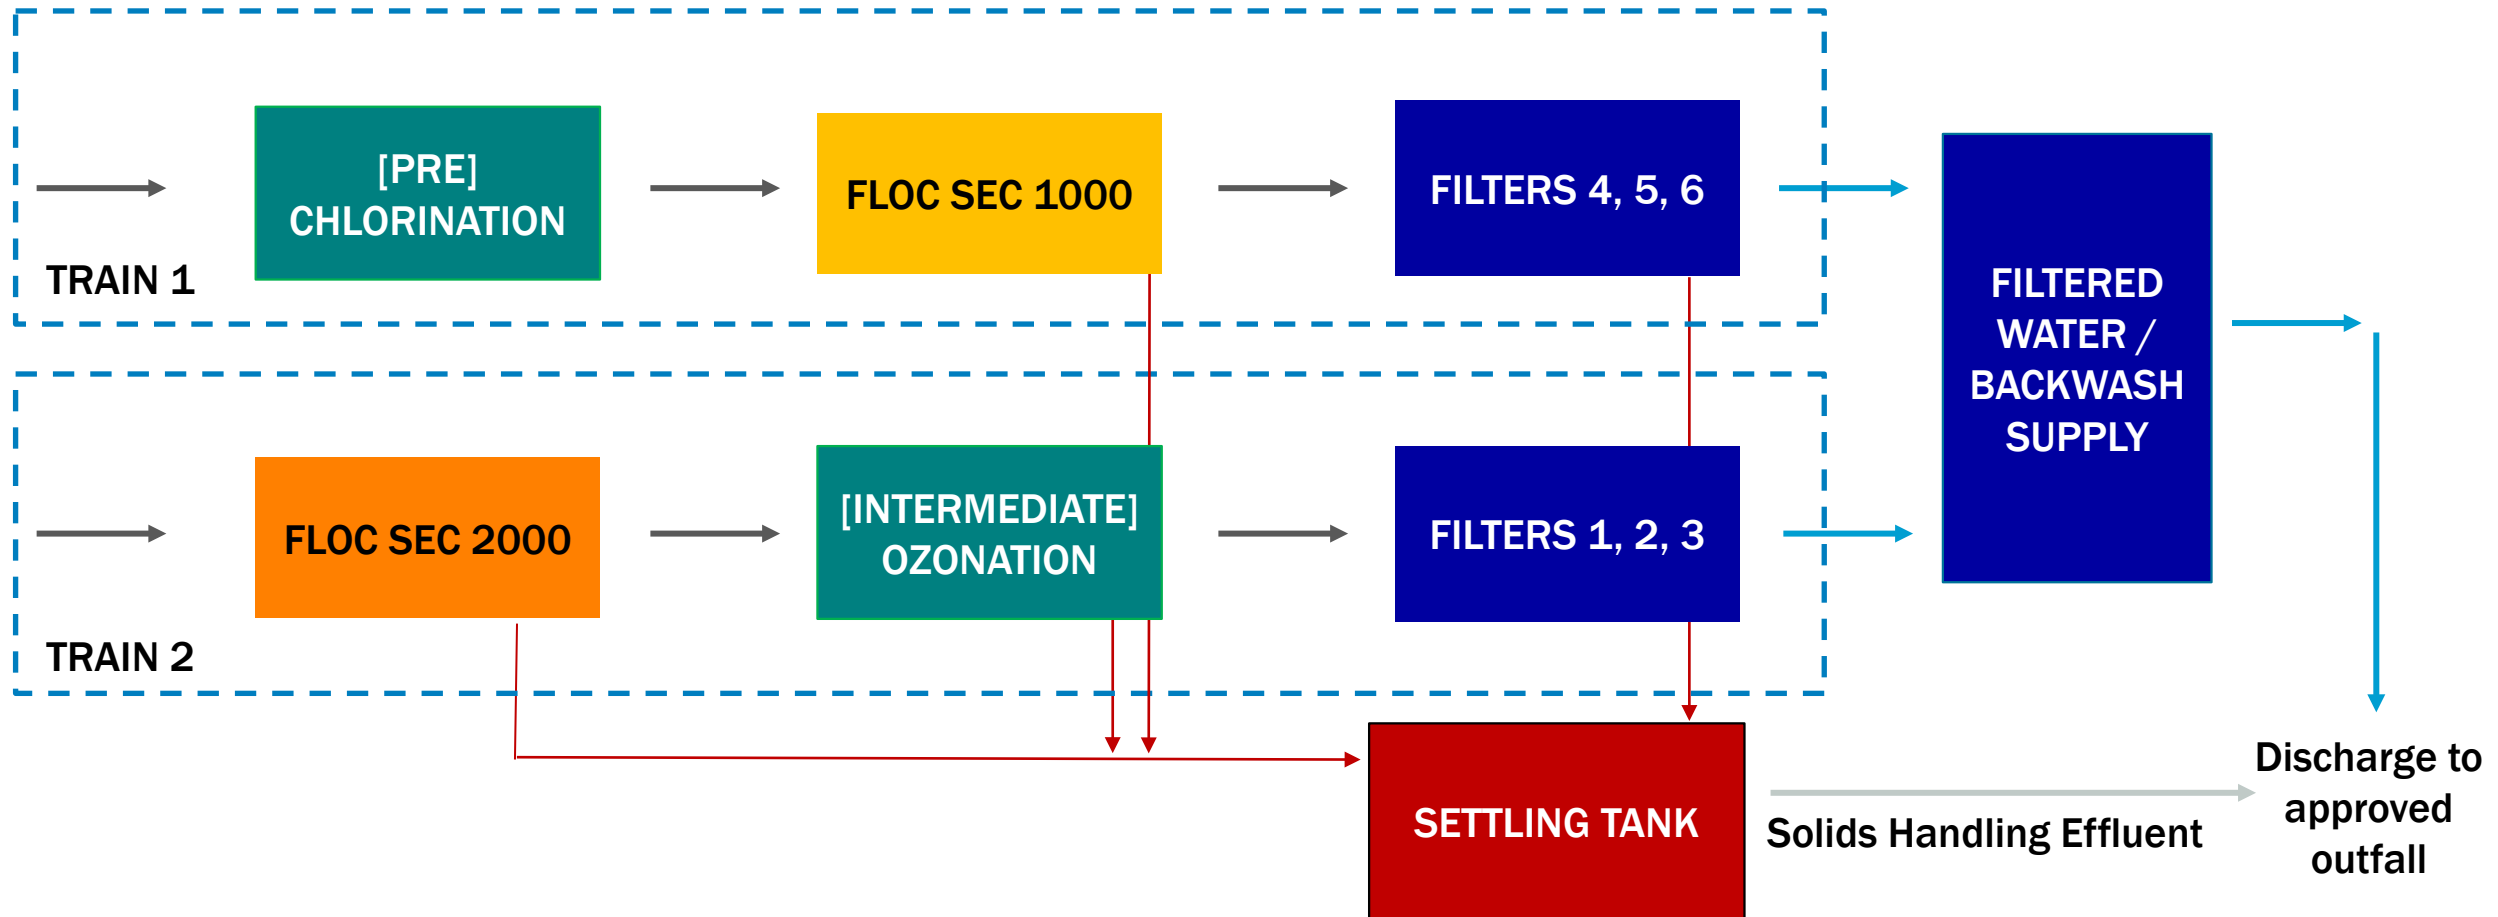 [PRE]
CHLORINATION
FLOC SEC 1000
FILTERS 4, 5, 6
TRAIN 1
FILTERED
WATER /
BACKWASH
SUPPLY
FLOC SEC 2000
[INTERMEDIATE]
OZONATION
FILTERS 1, 2, 3
TRAIN 2
SETTLING TANK
Solids Handling Effluent
Discharge to
approved
outfall